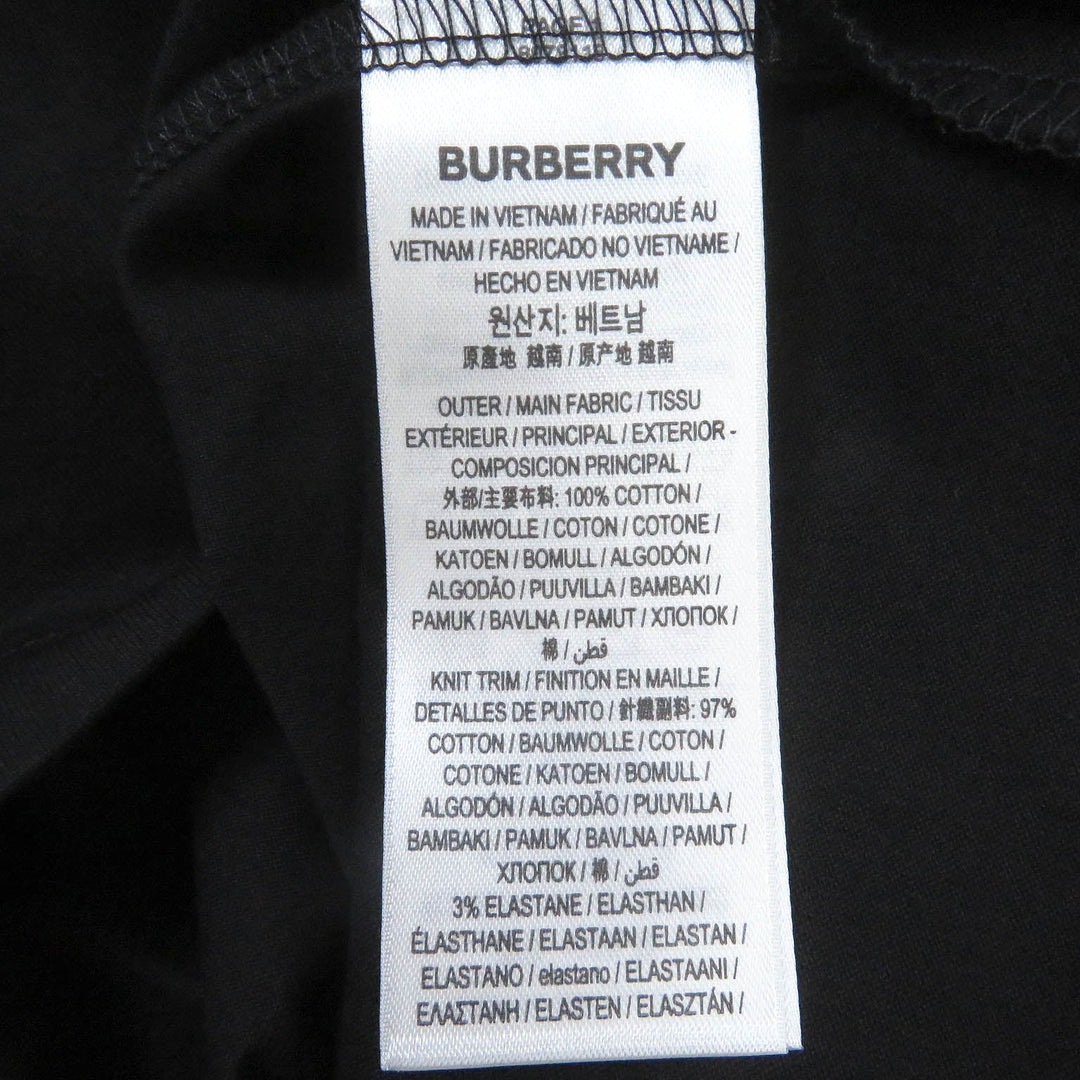 BURBERRY
MADE IN VIETNAM / FABRIQUÉ AU
VIETNAM / FABRICADO NO VIETNAME /
HECHO EN VIETNAM
원산지: 베트남
原產地 越南 / 原产地 越南
OUTER / MAIN FABRIC / TISSU
EXTÉRIEUR / PRINCIPAL / EXTERIOR -
COMPOSICION PRINCIPAL /
外部/主要布料: 100% COTTON /
BAUMWOLLE / COTON / COTONE /
KATOEN / BOMULL / ALGODÓN /
ALGODÃO / PUUVILLA / BAMBAKI /
PAMUK / BAVLNA / PAMUT / ХЛОПОК /
棉 / قطن
KNIT TRIM / FINITION EN MAILLE /
DETALLES DE PUNTO / 針織副料: 97%
COTTON / BAUMWOLLE / COTON /
COTONE / KATOEN / BOMULL /
ALGODÓN / ALGODÃO / PUUVILLA /
BAMBAKI / PAMUK / BAVLNA / PAMUT /
ХЛОПОК / 棉 / قطن
3% ELASTANE / ELASTHAN /
ÉLASTHANE / ELASTAAN / ELASTAN /
ELASTANO / elastano / ELASTAANI /
ΕΛΑΣΤΑΝΗ / ELASTEN / ELASZTÁN /